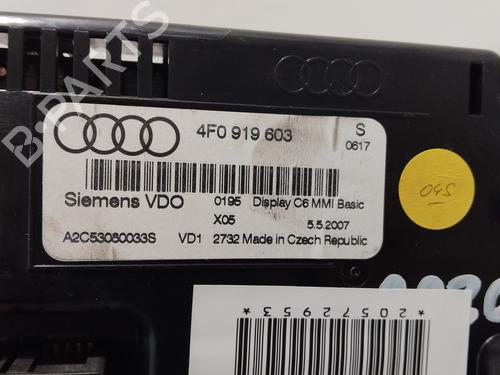 B-PARTS
4F0 919 603 S
0617
Siemens VDO 0195 Display C6 MMI Basic
X05 5.5.2007
A2C53080033S VD1 2732 Made in Czech Republic
045
*20572953*